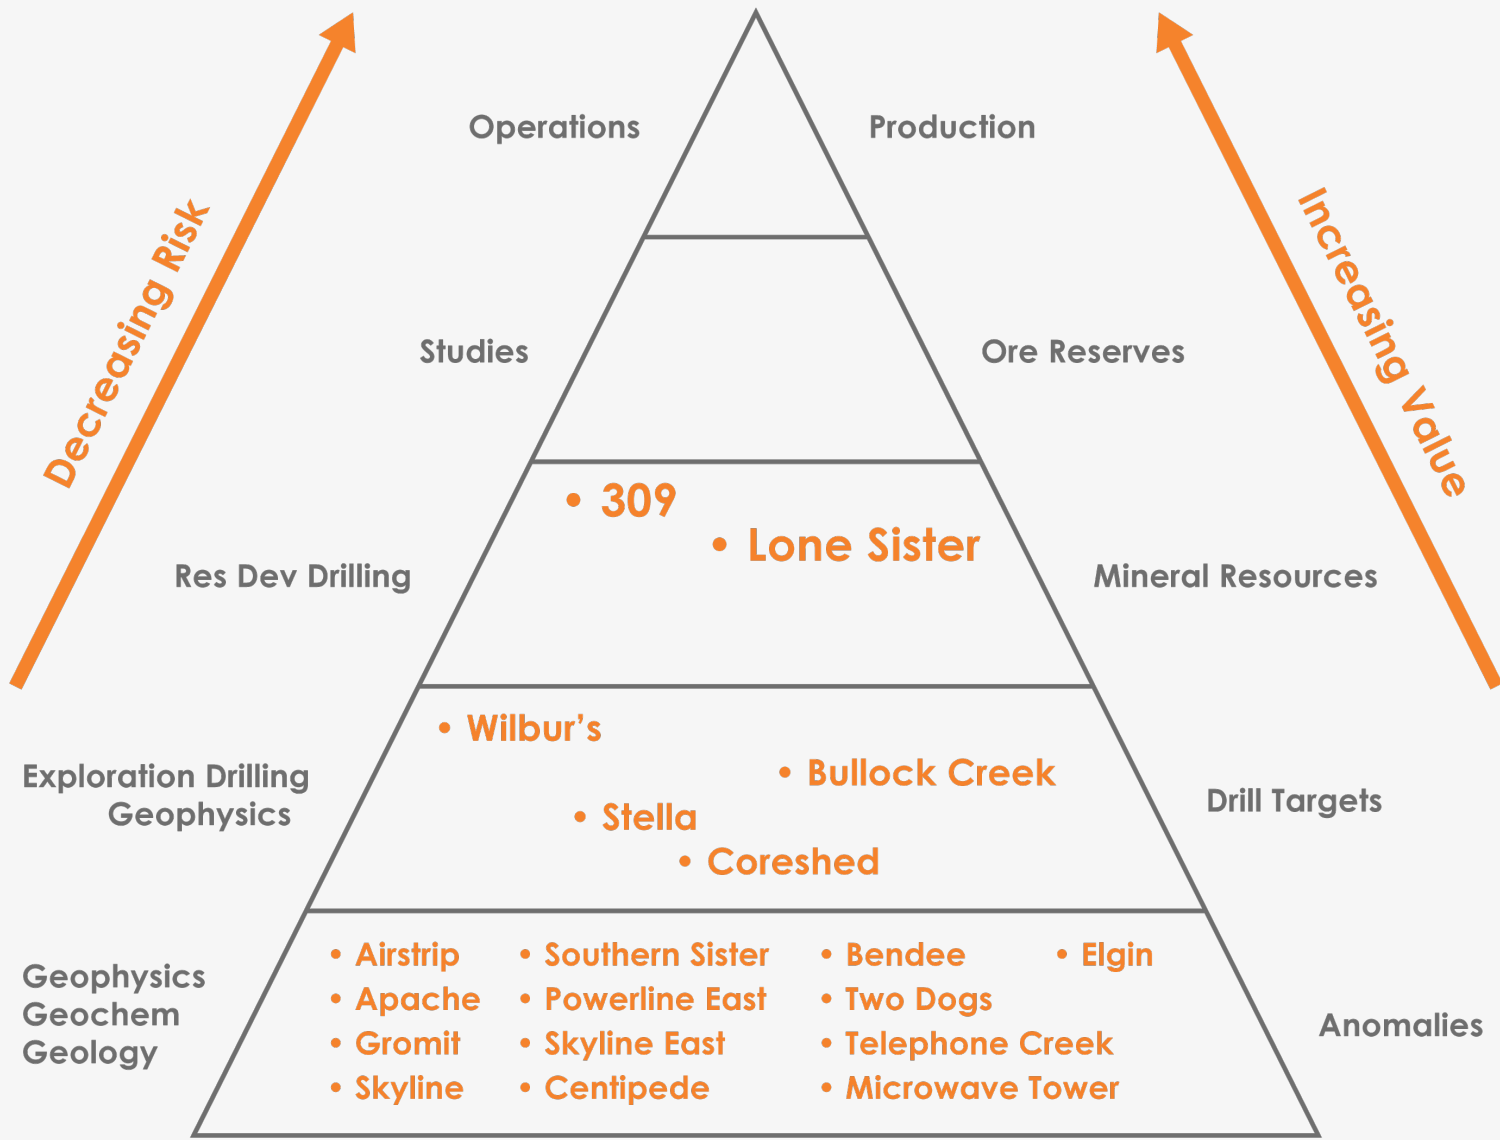 Operations
Production
Decreasing Risk
Increasing Value
Studies
Ore Reserves
• 309
• Lone Sister
Res Dev Drilling
Mineral Resources
• Wilbur’s
• Bullock Creek
• Stella
• Coreshed
Exploration Drilling
Geophysics
Drill Targets
• Airstrip • Southern Sister • Bendee • Elgin
• Apache • Powerline East • Two Dogs
• Gromit • Skyline East • Telephone Creek
• Skyline • Centipede • Microwave Tower
Geophysics
Geochem
Geology
Anomalies